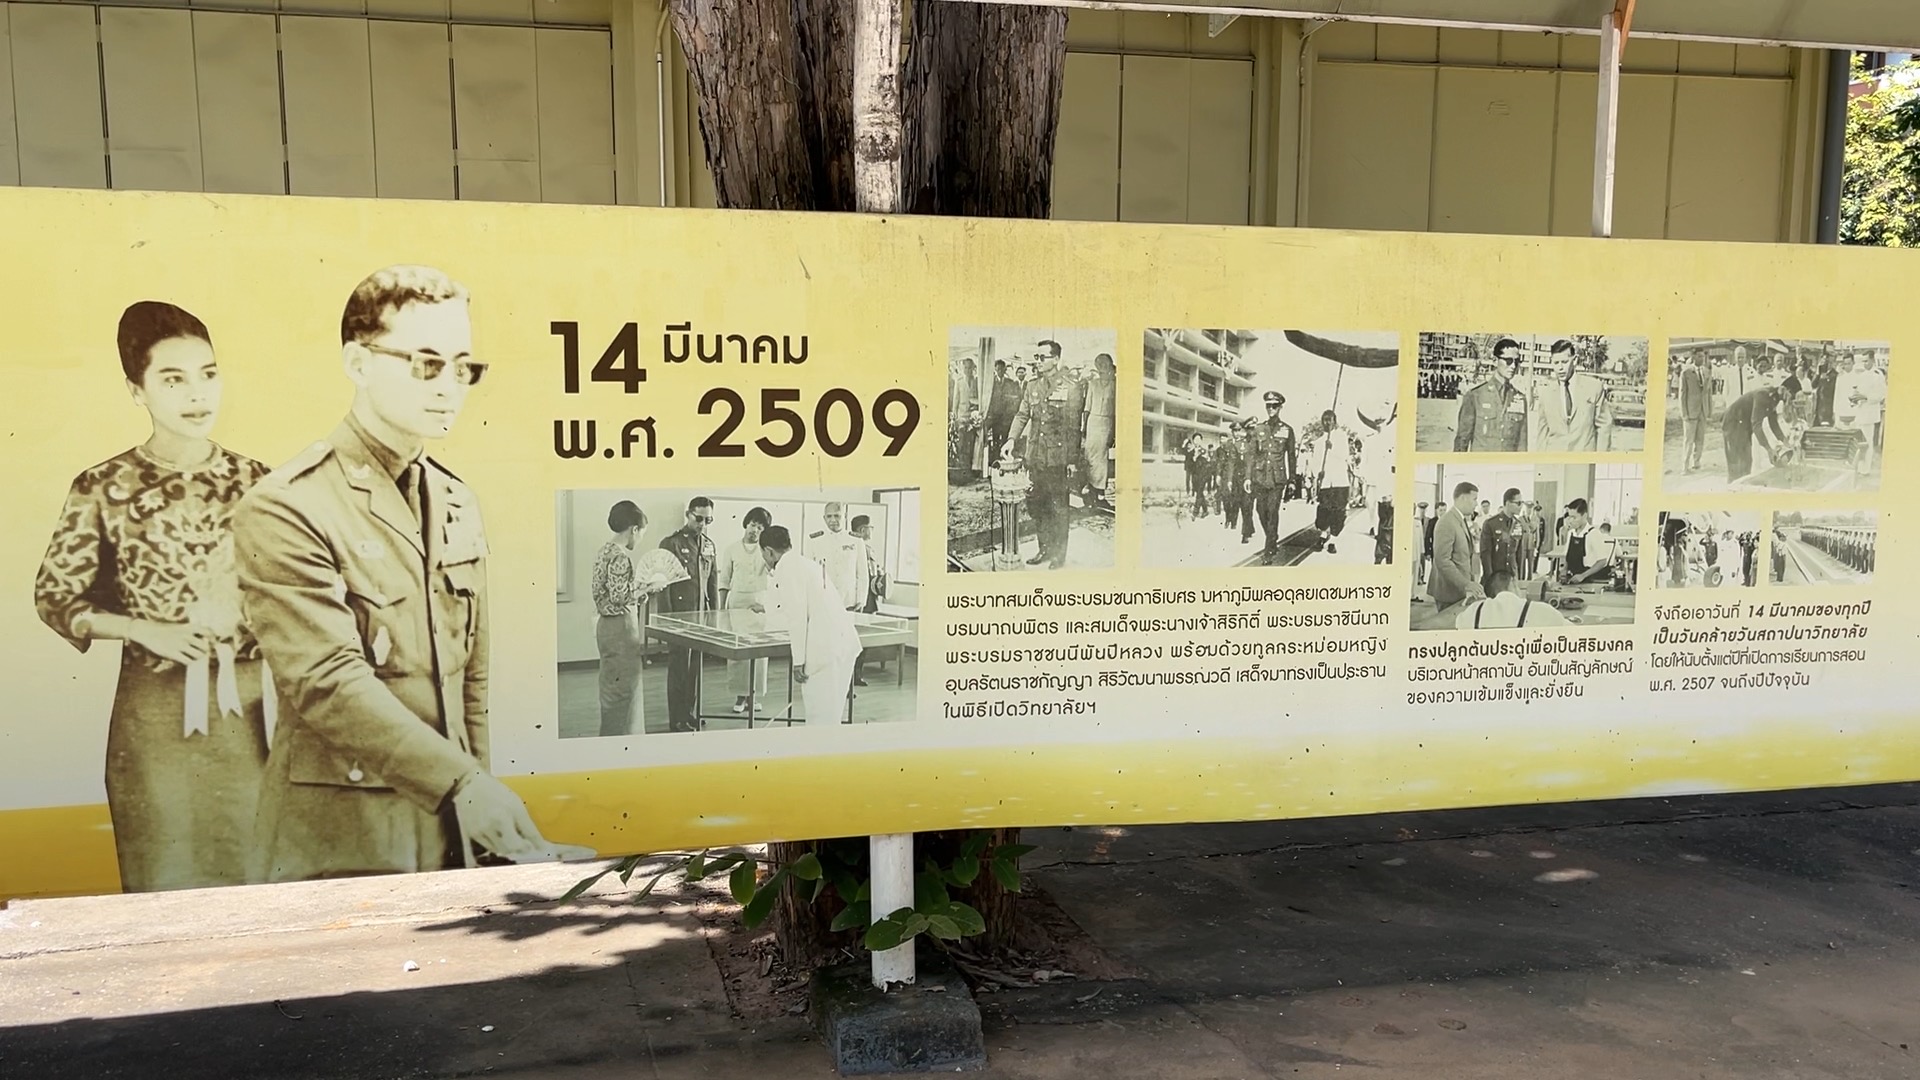 14 มีนาคม
พ.ศ. 2509
พระบาทสมเด็จพระบรมชนกาธิเบศร มหาภูมิพลอดุลยเดชมหาราช
บรมนาถบพิตร และสมเด็จพระนางเจ้าสิริกิติ์ พระบรมราชินีนาถ
พระบรมราชชนนีพันปีหลวง พร้อมด้วยทูลกระหม่อมหญิง
อุบลรัตนราชกัญญา สิริวัฒนาพรรณวดี เสด็จมาทรงเป็นประธาน
ในพิธีเปิดวิทยาลัยฯ
ทรงปลูกต้นประดู่เพื่อเป็นสิริมงคล
บริเวณหน้าสถาบัน อันเป็นสัญลักษณ์
ของความเข้มแข็งและยั่งยืน
จึงถือเอาวันที่ 14 มีนาคมของทุกปี
เป็นวันคล้ายวันสถาปนาวิทยาลัย
โดยให้นับตั้งแต่ปีที่เปิดการเรียนการสอน
พ.ศ. 2507 จนถึงปีปัจจุบัน